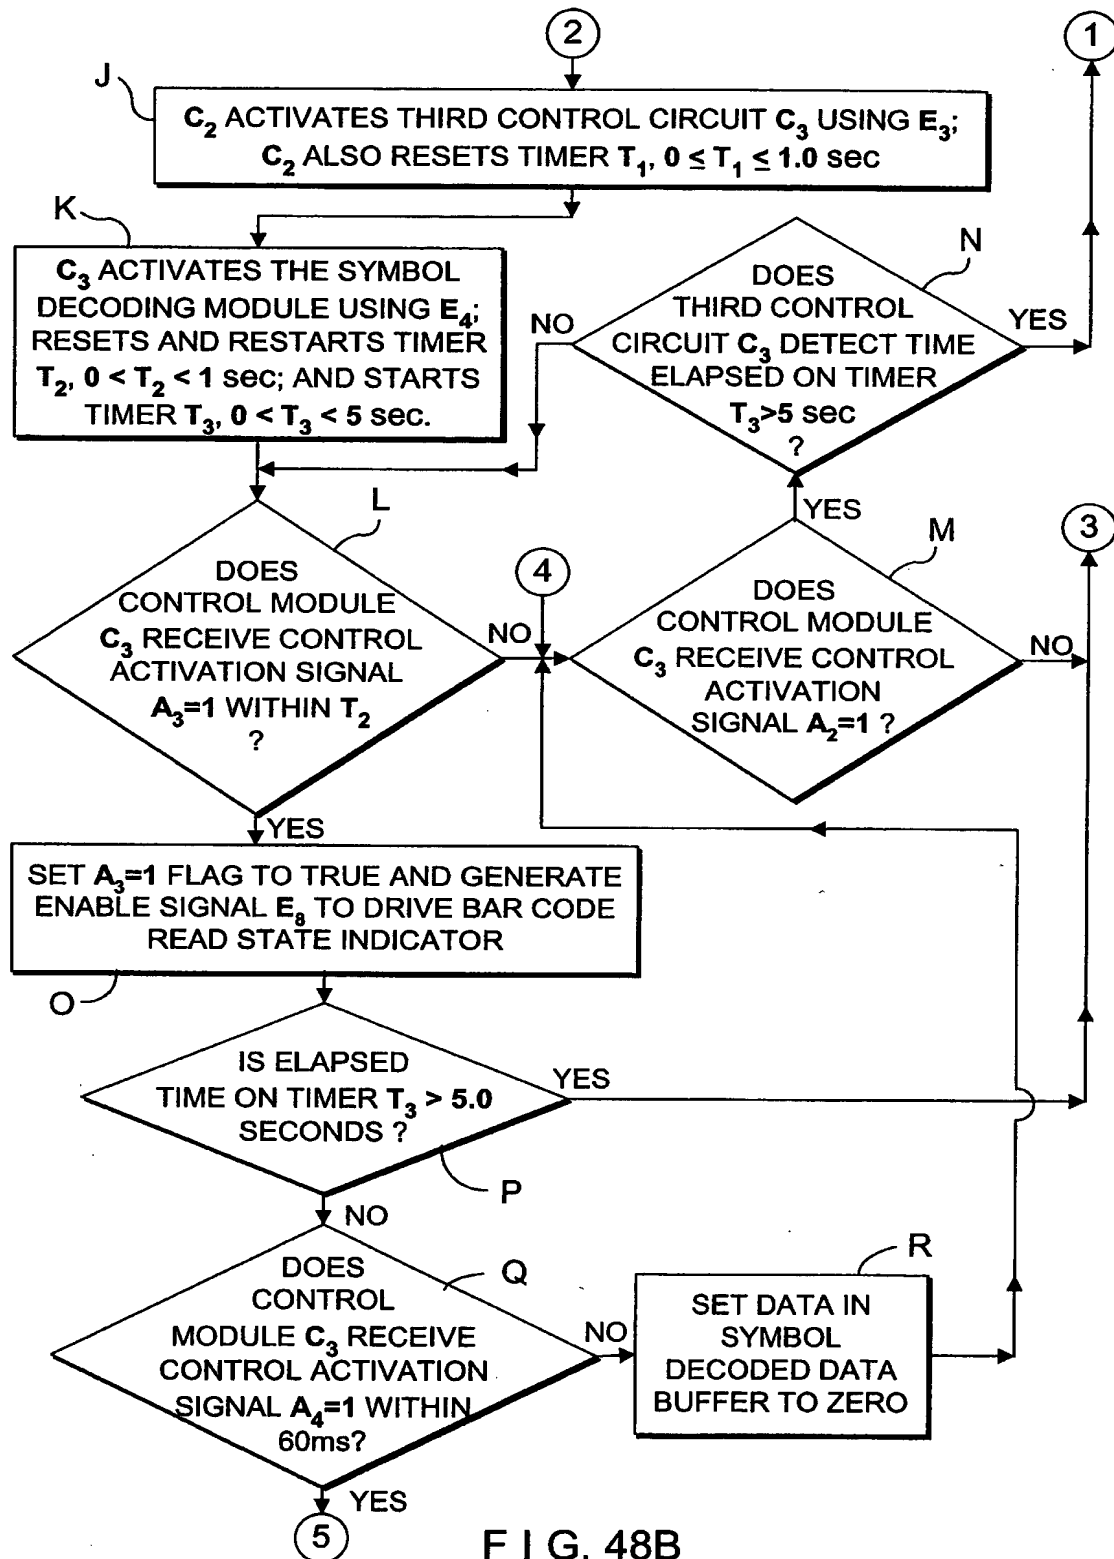 2
1
J
C2 ACTIVATES THIRD CONTROL CIRCUIT C3 USING E3;
C2 ALSO RESETS TIMER T1, 0 ≤ T1 ≤ 1.0 sec
K
C3 ACTIVATES THE SYMBOL
DECODING MODULE USING E4;
RESETS AND RESTARTS TIMER
T2, 0 < T2 < 1 sec; AND STARTS
TIMER T3, 0 < T3 < 5 sec.
N
DOES
THIRD CONTROL
CIRCUIT C3 DETECT TIME
ELAPSED ON TIMER
T3>5 sec
?
NO
YES
L
DOES
CONTROL MODULE
C3 RECEIVE CONTROL
ACTIVATION SIGNAL
A3=1 WITHIN T2
?
NO
YES
4
YES
M
3
DOES
CONTROL MODULE
C3 RECEIVE CONTROL
ACTIVATION
SIGNAL A2=1 ?
NO
SET A3=1 FLAG TO TRUE AND GENERATE
ENABLE SIGNAL E8 TO DRIVE BAR CODE
READ STATE INDICATOR
O
IS ELAPSED
TIME ON TIMER T3 > 5.0
SECONDS ?
YES
P
NO
DOES
CONTROL
MODULE C3 RECEIVE
CONTROL ACTIVATION
SIGNAL A4=1 WITHIN
60ms?
Q
NO
R
SET DATA IN
SYMBOL
DECODED DATA
BUFFER TO ZERO
YES
5
F I G. 48B